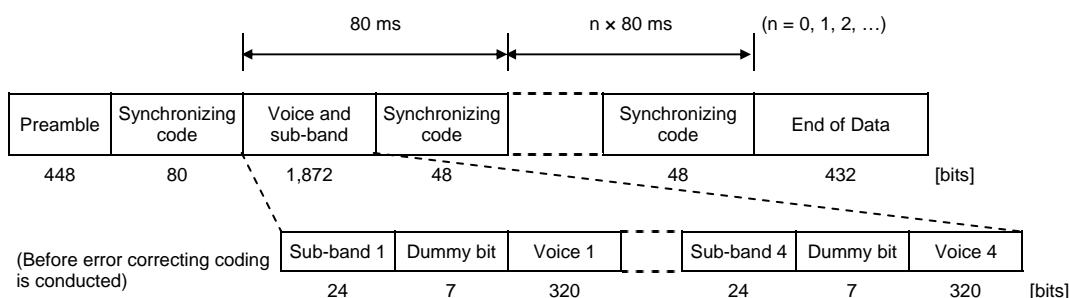 80 ms
n × 80 ms
(n = 0, 1, 2, …)
Preamble
Synchronizing
code
Voice and
sub-band
Synchronizing
code
Synchronizing
code
End of Data
448
80
1,872
48
48
432
[bits]
(Before error correcting coding
is conducted)
Sub-band 1
Dummy bit
Voice 1
Sub-band 4
Dummy bit
Voice 4
24
7
320
24
7
320
[bits]